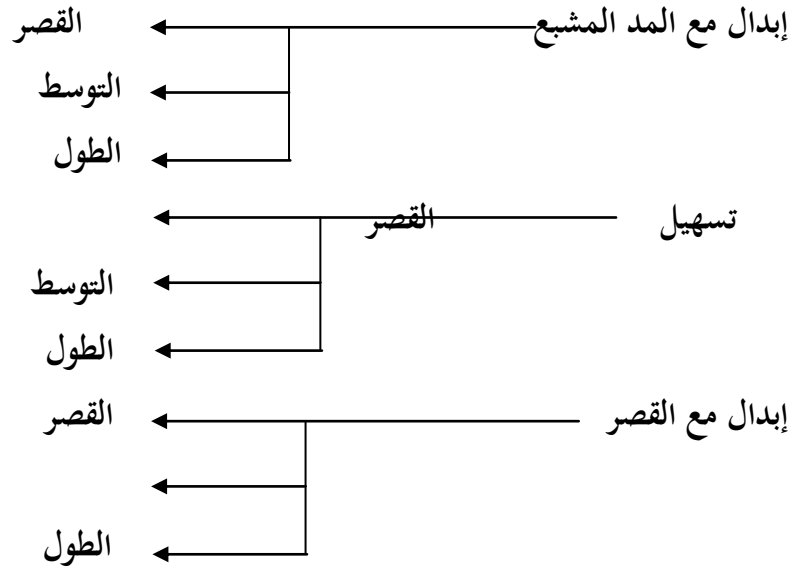 إبدال مع المد المشبع القصر
التوسط
الطول
تسهيل القصر
التوسط
الطول
إبدال مع القصر القصر
الطول